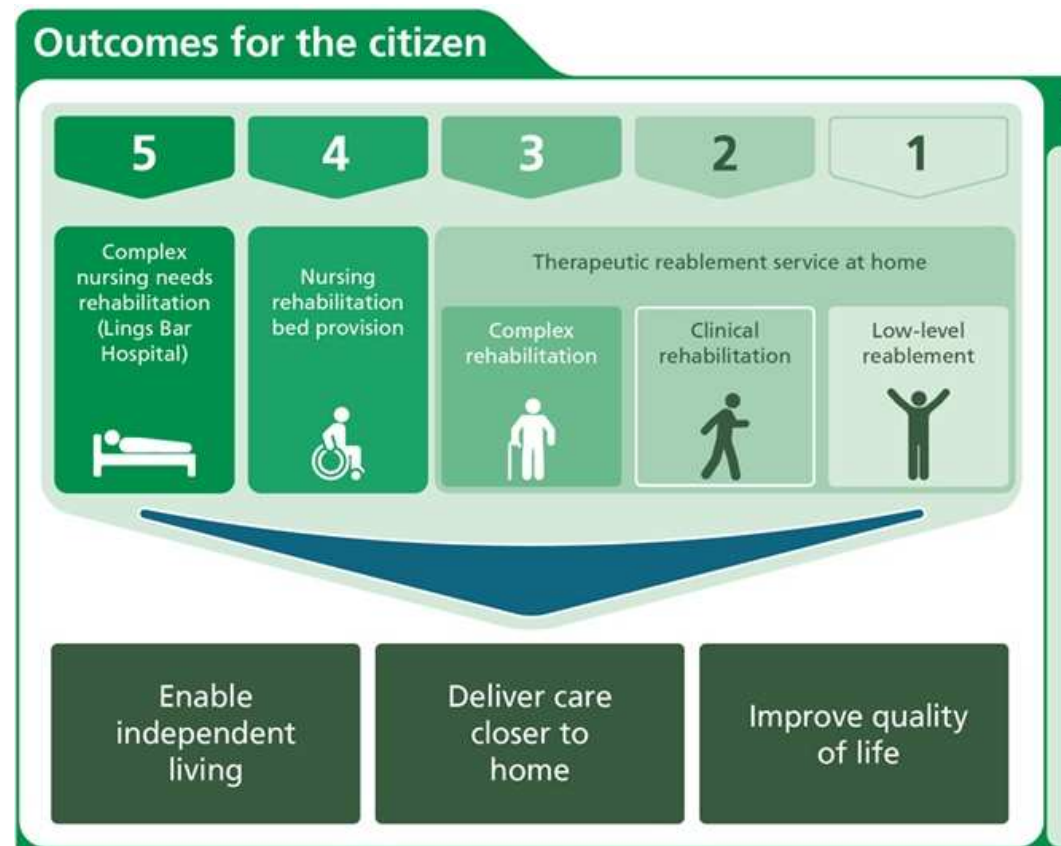 Outcomes for the citizen
5
4
3
2
1
Complex
nursing needs
rehabilitation
(Lings Bar
Hospital)
Nursing
rehabilitation
bed provision
Therapeutic reablement service at home
Complex
rehabilitation
Clinical
rehabilitation
Low-level
reablement
Enable
independent
living
Deliver care
closer to
home
Improve quality
of life